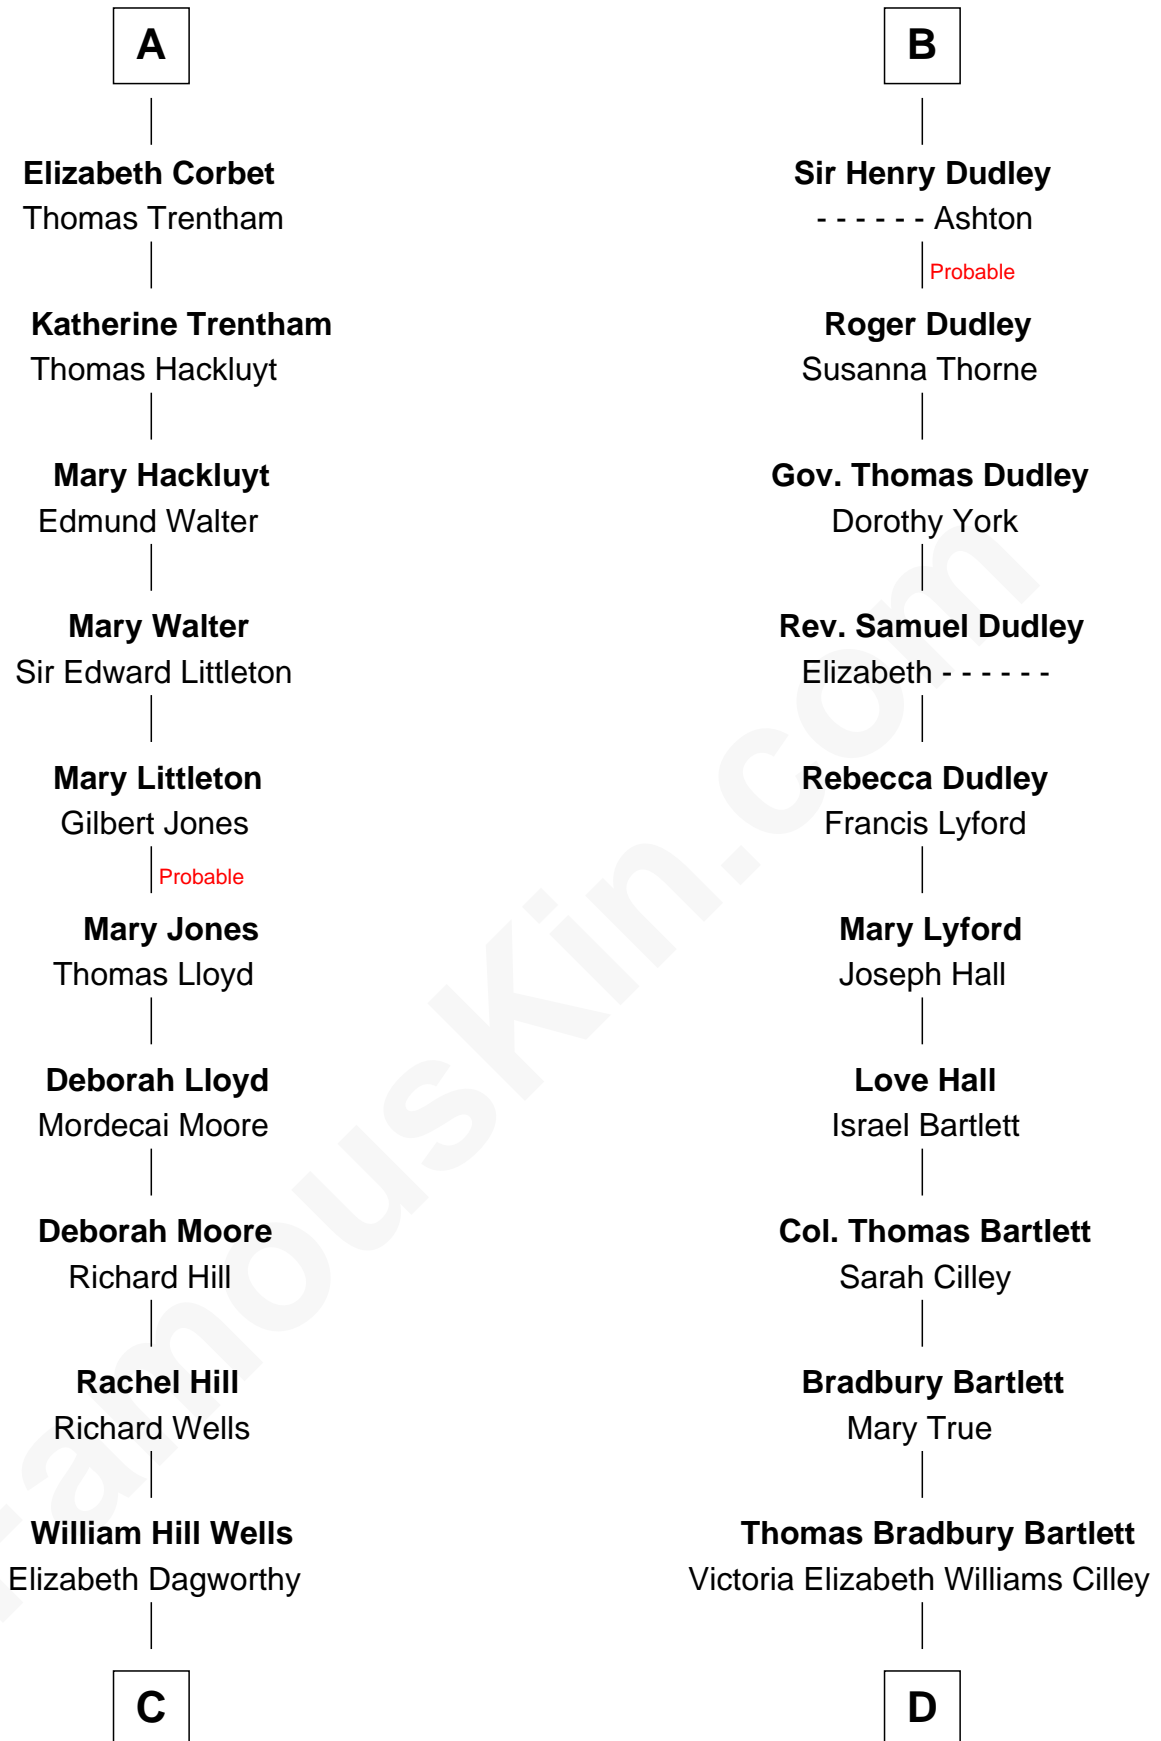 A
Elizabeth Corbet
Thomas Trentham
Katherine Trentham
Thomas Hackluyt
Mary Hackluyt
Edmund Walter
Mary Walter
Sir Edward Littleton
Mary Littleton
Gilbert Jones
Probable
Mary Jones
Thomas Lloyd
Deborah Lloyd
Mordecai Moore
Deborah Moore
Richard Hill
Rachel Hill
Richard Wells
William Hill Wells
Elizabeth Dagworthy
C
B
Sir Henry Dudley
- - - - - - Ashton
Probable
Roger Dudley
Susanna Thorne
Gov. Thomas Dudley
Dorothy York
Rev. Samuel Dudley
Elizabeth - - - - - -
Rebecca Dudley
Francis Lyford
Mary Lyford
Joseph Hall
Love Hall
Israel Bartlett
Col. Thomas Bartlett
Sarah Cilley
Bradbury Bartlett
Mary True
Thomas Bradbury Bartlett
Victoria Elizabeth Williams Cilley
D
FamousKin.com